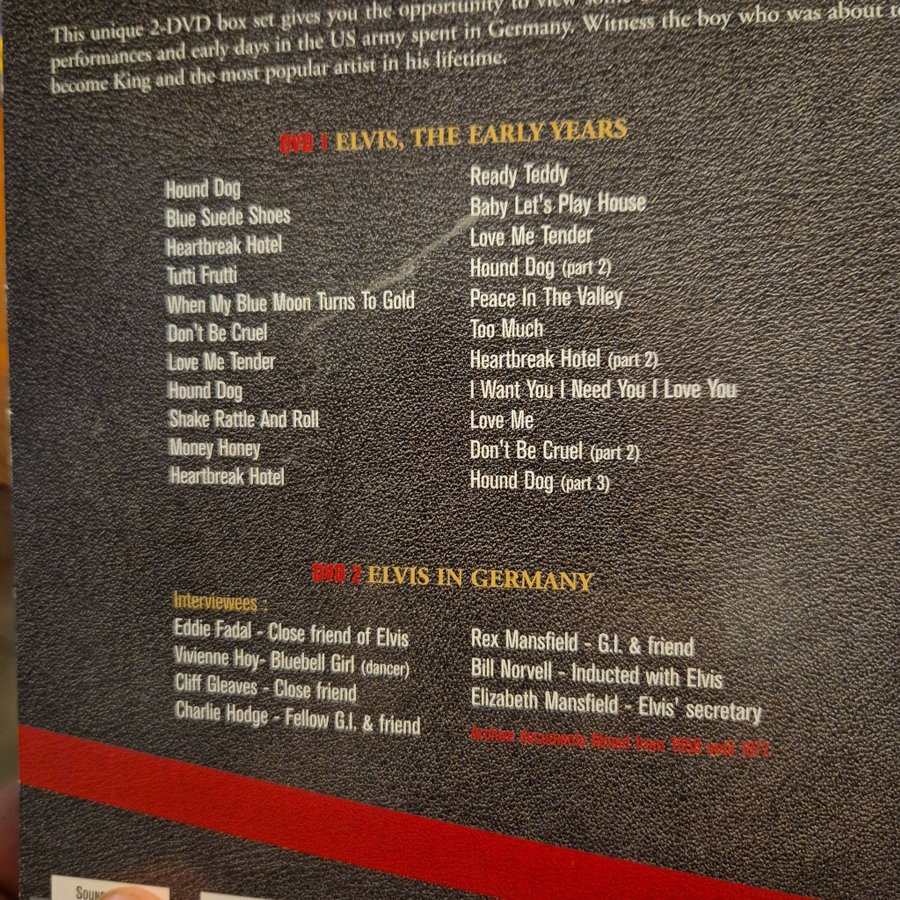 This unique 2-DVD box set gives you the opportunity to view some
performances and early days in the US army spent in Germany. Witness the boy who was about to
become King and the most popular artist in his lifetime.
DVD 1 ELVIS, THE EARLY YEARS
Hound Dog
Blue Suede Shoes
Heartbreak Hotel
Tutti Frutti
When My Blue Moon Turns To Gold
Don't Be Cruel
Love Me Tender
Hound Dog
Shake Rattle And Roll
Money Honey
Heartbreak Hotel
Ready Teddy
Baby Let's Play House
Love Me Tender
Hound Dog (part 2)
Peace In The Valley
Too Much
Heartbreak Hotel (part 2)
I Want You I Need You I Love You
Love Me
Don't Be Cruel (part 2)
Hound Dog (part 3)
DVD 2 ELVIS IN GERMANY
Interviewees :
Eddie Fadal - Close friend of Elvis
Vivienne Hoy- Bluebell Girl (dancer)
Cliff Gleaves - Close friend
Charlie Hodge - Fellow G.I. & friend
Rex Mansfield - G.I. & friend
Bill Norvell - Inducted with Elvis
Elizabeth Mansfield - Elvis' secretary
Archive documents filmed from 1958 until 1977